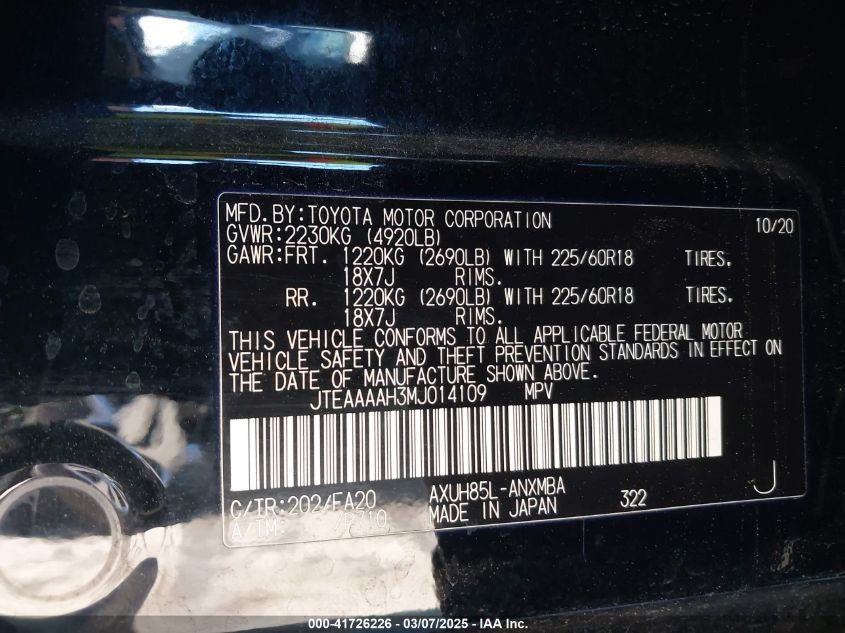 MFD.BY:TOYOTA MOTOR CORPORATION 10/20
GVWR:2230KG (4920LB)
GAWR:FRT. 1220KG (2690LB) WITH 225/60R18 TIRES.
18X7J RIMS.
RR. 1220KG (2690LB) WITH 225/60R18 TIRES.
18X7J RIMS.
THIS VEHICLE CONFORMS TO ALL APPLICABLE FEDERAL MOTOR
VEHICLE SAFETY AND THEFT PREVENTION STANDARDS IN EFFECT ON
THE DATE OF MANUFACTURE SHOWN ABOVE.
JTEAAAAH3MJ014109 MPV
C/TR:202/FA20 AXUH85L-ANXMBA
A/TM: /P710 MADE IN JAPAN 322 J
000-41726226 - 03/07/2025 - IAA Inc.